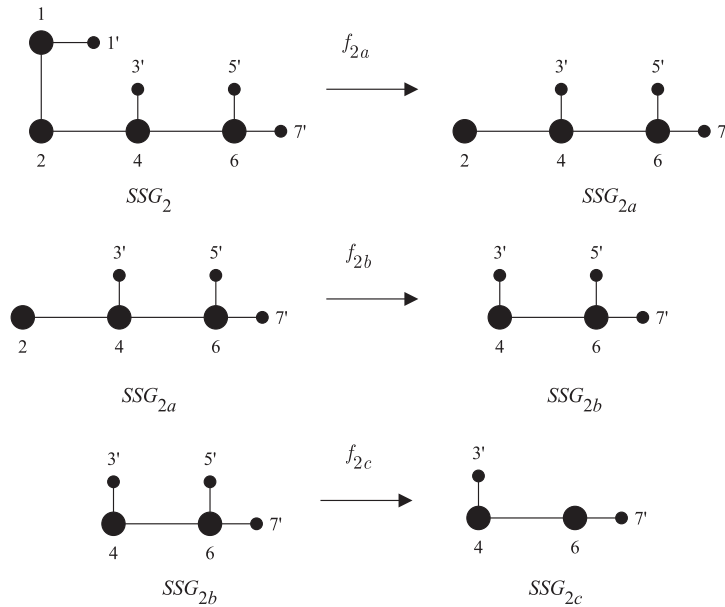 1
1'
3' 5' f2a 3' 5'
7' 7'
2 4 6 2 4 6
SSG2 SSG2a
3' 5' f2b 3' 5'
7' 7'
2 4 6 4 6
SSG2a SSG2b
3' 5' f2c 3'
7' 7'
4 6 4 6
SSG2b SSG2c